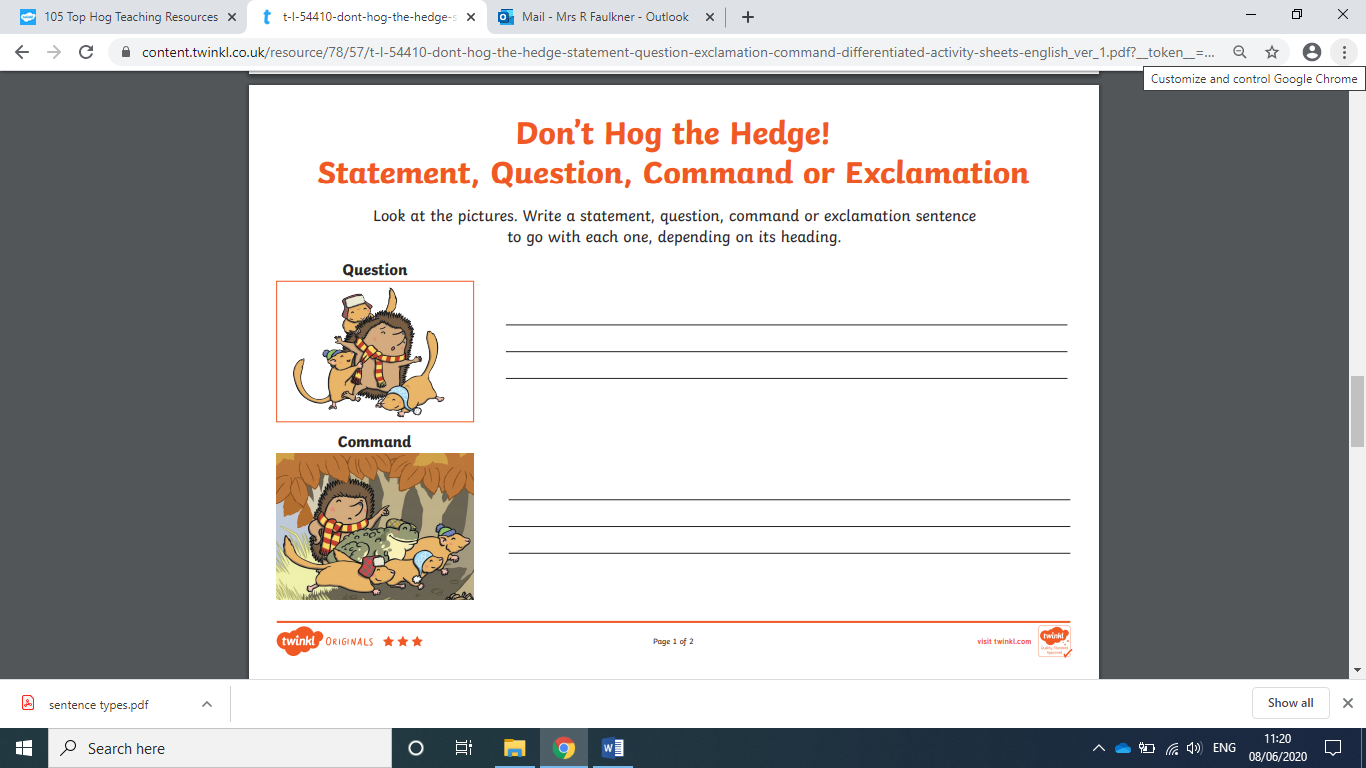 105 Top Hog Teaching Resources
t-l-54410-dont-hog-the-hedge-s
Mail - Mrs R Faulkner - Outlook
content.twinkl.co.uk/resource/78/57/t-l-54410-dont-hog-the-hedge-statement-question-exclamation-command-differentiated-activity-sheets-english_ver_1.pdf?__token__=...
Customize and control Google Chrome
Don't Hog the Hedge!
Statement, Question, Command or Exclamation
Look at the pictures. Write a statement, question, command or exclamation sentence
to go with each one, depending on its heading.
Question
Command
twinkl ORIGINALS
Page 1 of 2
visit twinkl.com
twinkl
Quality Standard
Approved
sentence types.pdf
Show all
Search here
ENG
11:20
08/06/2020